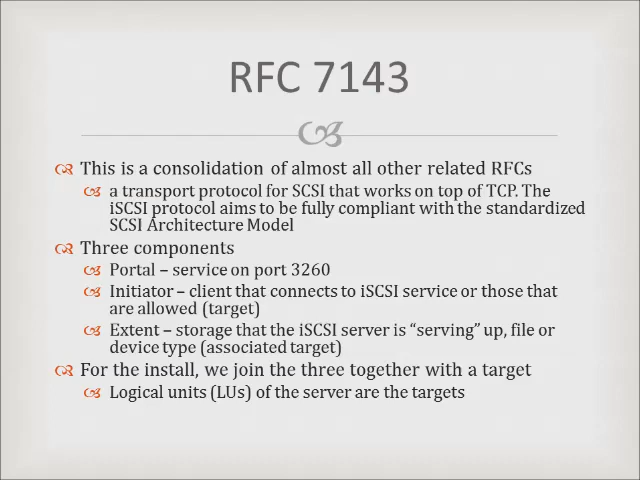 RFC 7143
This is a consolidation of almost all other related RFCs
a transport protocol for SCSI that works on top of TCP. The
iSCSI protocol aims to be fully compliant with the standardized
SCSI Architecture Model
Three components
Portal – service on port 3260
Initiator – client that connects to iSCSI service or those that
are allowed (target)
Extent – storage that the iSCSI server is “serving” up, file or
device type (associated target)
For the install, we join the three together with a target
Logical units (LUs) of the server are the targets